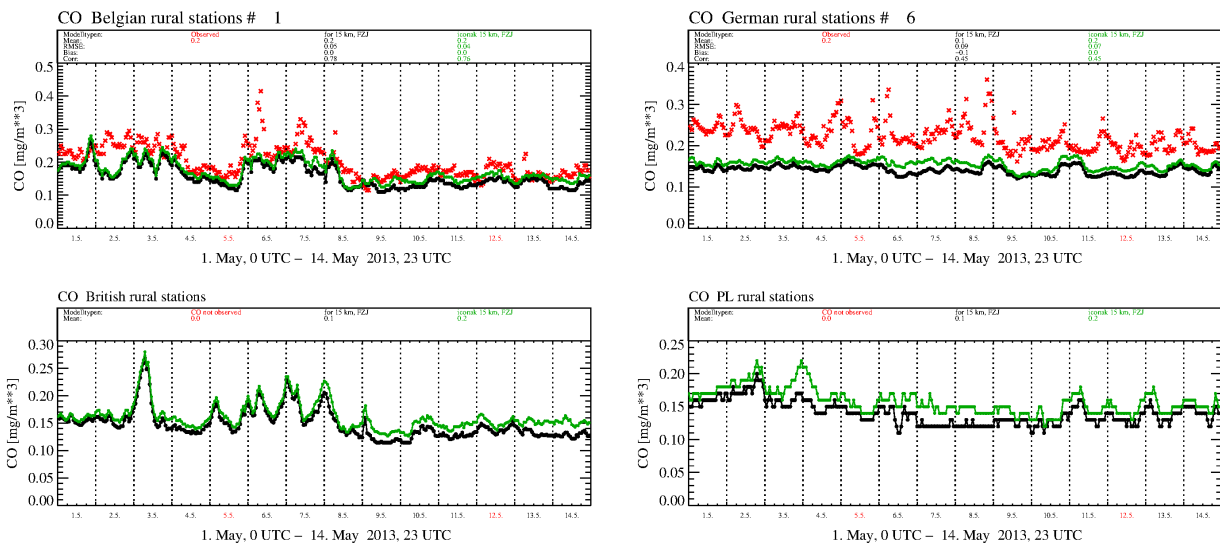 CO Belgian rural stations # 1
Modelltypen: Observed for 15 km, FZJ iconak 15 km, FZJ
Mean: 0.2 0.2 0.2
RMSE: 0.05 0.04
Bias: 0.0 0.0
Corr: 0.78 0.76
CO [mg/m**3]
0.5
0.4
0.3
0.2
0.1
0.0
1.5. 2.5. 3.5. 4.5. 5.5. 6.5. 7.5. 8.5. 9.5. 10.5. 11.5. 12.5. 13.5. 14.5.
1. May, 0 UTC – 14. May 2013, 23 UTC
CO German rural stations # 6
Modelltypen: Observed for 15 km, FZJ iconak 15 km, FZJ
Mean: 0.2 0.1 0.2
RMSE: 0.09 0.07
Bias: −0.1 0.0
Corr: 0.45 0.45
CO [mg/m**3]
0.4
0.3
0.2
0.1
0.0
1.5. 2.5. 3.5. 4.5. 5.5. 6.5. 7.5. 8.5. 9.5. 10.5. 11.5. 12.5. 13.5. 14.5.
1. May, 0 UTC – 14. May 2013, 23 UTC
CO British rural stations
Modelltypen: CO not observed for 15 km, FZJ iconak 15 km, FZJ
Mean: 0.0 0.1 0.2
CO [mg/m**3]
0.30
0.25
0.20
0.15
0.10
0.05
0.00
1.5. 2.5. 3.5. 4.5. 5.5. 6.5. 7.5. 8.5. 9.5. 10.5. 11.5. 12.5. 13.5. 14.5.
1. May, 0 UTC – 14. May 2013, 23 UTC
CO PL rural stations
Modelltypen: CO not observed for 15 km, FZJ iconak 15 km, FZJ
Mean: 0.0 0.1 0.2
CO [mg/m**3]
0.25
0.20
0.15
0.10
0.05
0.00
1.5. 2.5. 3.5. 4.5. 5.5. 6.5. 7.5. 8.5. 9.5. 10.5. 11.5. 12.5. 13.5. 14.5.
1. May, 0 UTC – 14. May 2013, 23 UTC